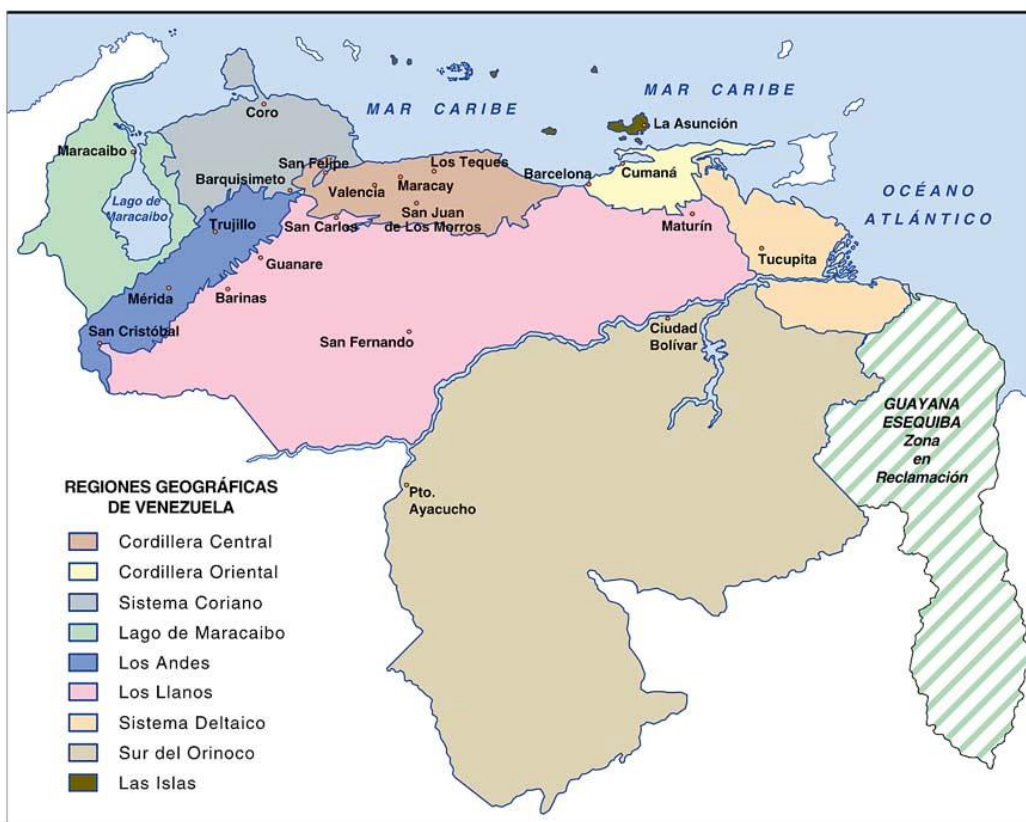 MAR CARIBE
MAR CARIBE
Coro
La Asunción
Maracaibo
San Felipe
Los Teques
Barcelona
Cumaná
Barquisimeto
Valencia
Maracay
OCÉANO
ATLÁNTICO
Lago de
Maracaibo
Trujillo
San Carlos
San Juan
de Los Morros
Maturín
Guanare
Tucupita
Mérida
Barinas
San Cristóbal
San Fernando
Ciudad
Bolívar
GUAYANA
ESEQUIBA
Zona
en
Reclamación
Pto.
Ayacucho
REGIONES GEOGRÁFICAS
DE VENEZUELA
Cordillera Central
Cordillera Oriental
Sistema Coriano
Lago de Maracaibo
Los Andes
Los Llanos
Sistema Deltaico
Sur del Orinoco
Las Islas